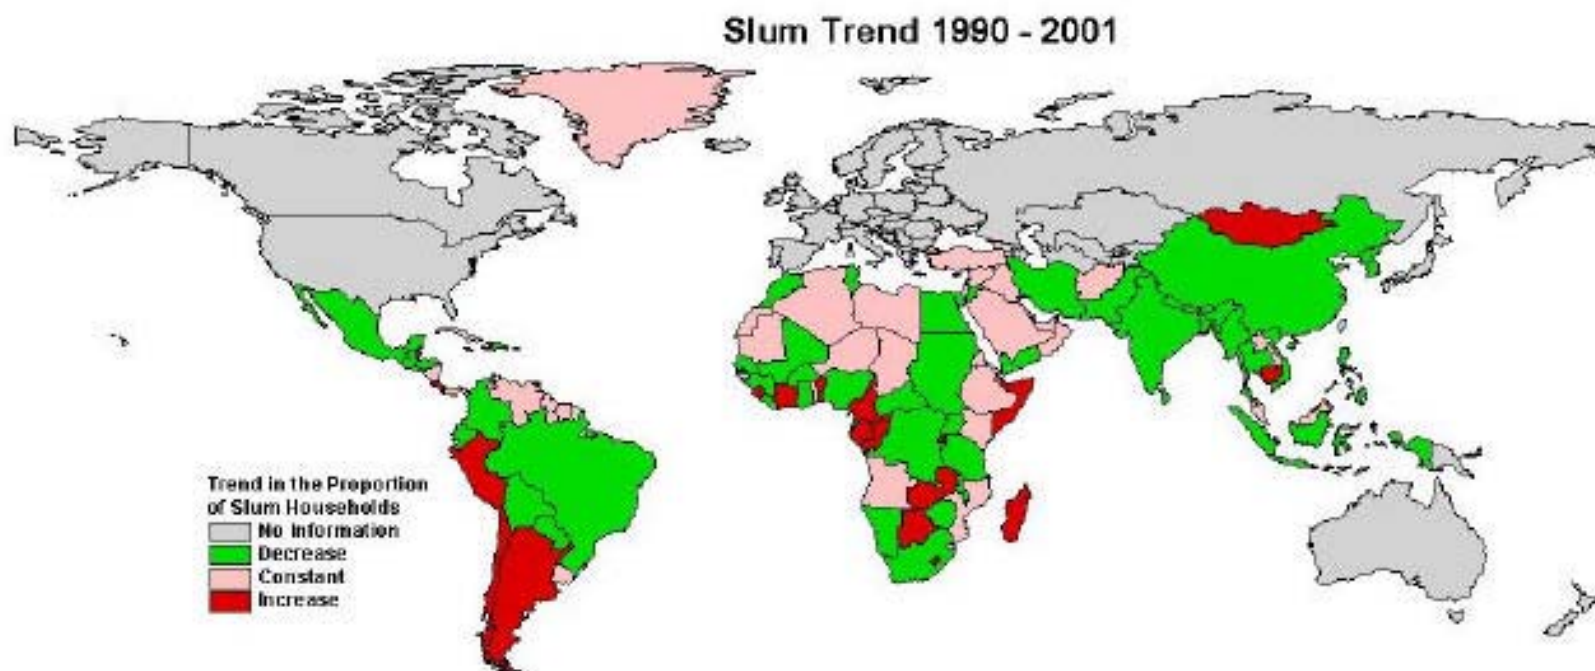 Slum Trend 1990 - 2001
Trend in the Proportion
of Slum Households
No Information
Decrease
Constant
Increase